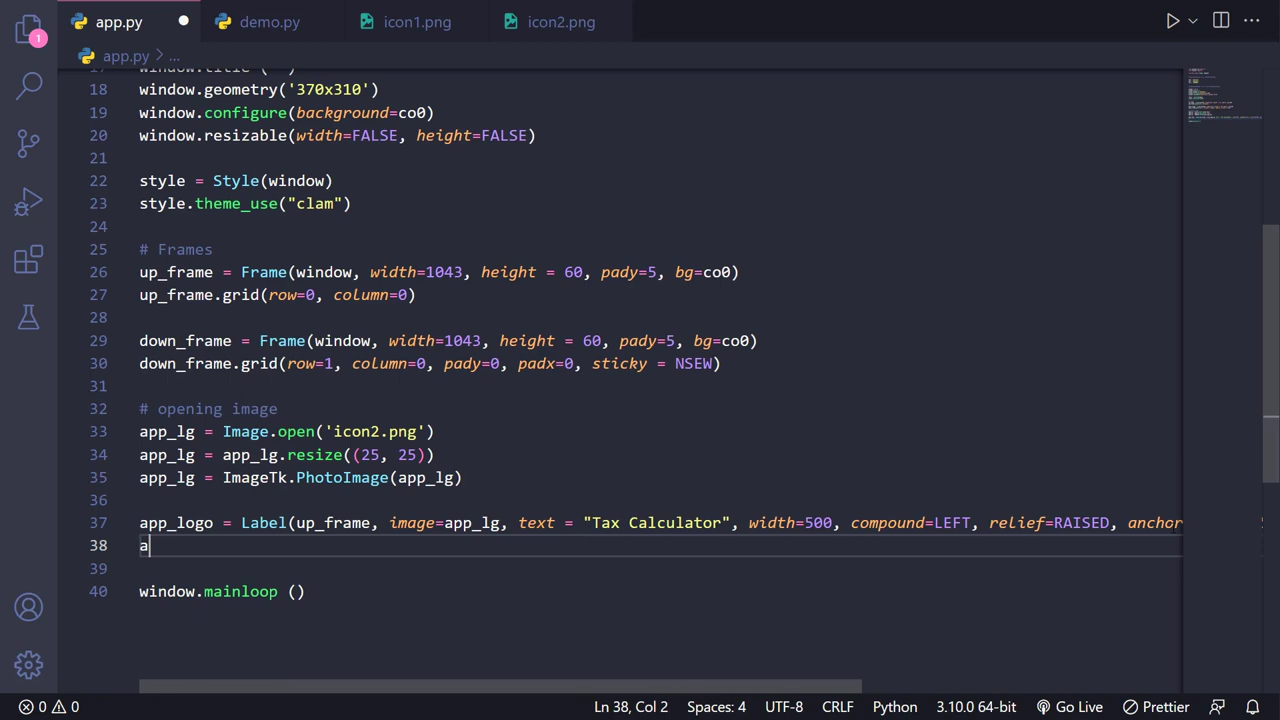 app.py
demo.py
icon1.png
icon2.png
1
app.py > ...
18 window.geometry('370x310')
19 window.configure(background=co0)
20 window.resizable(width=FALSE, height=FALSE)
21
22 style = Style(window)
23 style.theme_use("clam")
24
25 # Frames
26 up_frame = Frame(window, width=1043, height = 60, pady=5, bg=co0)
27 up_frame.grid(row=0, column=0)
28
29 down_frame = Frame(window, width=1043, height = 60, pady=5, bg=co0)
30 down_frame.grid(row=1, column=0, pady=0, padx=0, sticky = NSEW)
31
32 # opening image
33 app_lg = Image.open('icon2.png')
34 app_lg = app_lg.resize((25, 25))
35 app_lg = ImageTk.PhotoImage(app_lg)
36
37 app_logo = Label(up_frame, image=app_lg, text = "Tax Calculator", width=500, compound=LEFT, relief=RAISED, anchor
38 a
39
40 window.mainloop ()
0 0 Ln 38, Col 2 Spaces: 4 UTF-8 CRLF Python 3.10.0 64-bit Go Live Prettier